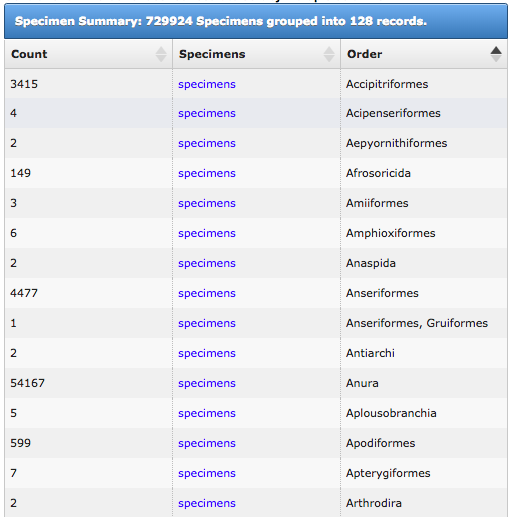 Specimen Summary: 729924 Specimens grouped into 128 records.
Count Specimens Order
3415 specimens Accipitriformes
4 specimens Acipenseriformes
2 specimens Aepyornithiformes
149 specimens Afrosoricida
3 specimens Amiiformes
6 specimens Amphioxiformes
2 specimens Anaspida
4477 specimens Anseriformes
1 specimens Anseriformes, Gruiformes
2 specimens Antiarchi
54167 specimens Anura
5 specimens Aplousobranchia
599 specimens Apodiformes
7 specimens Apterygiformes
2 specimens Arthrodira